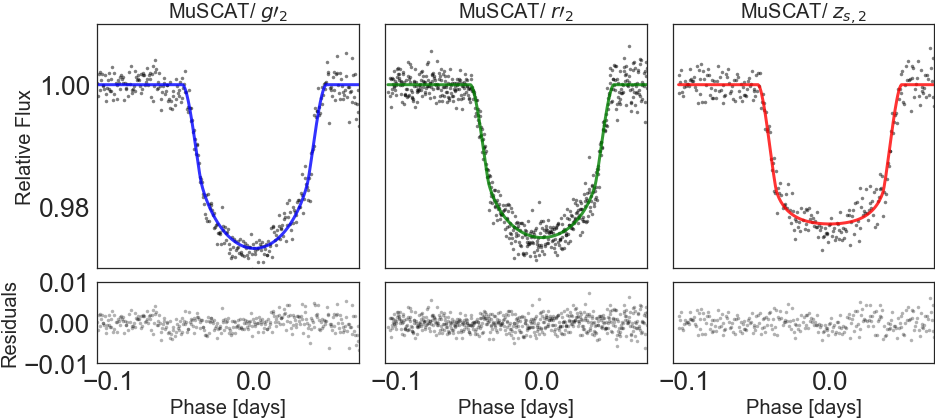 MuSCAT/ g′₂ MuSCAT/ r′₂ MuSCAT/ zₛ,₂
Relative Flux
1.00
0.98
Residuals
0.01
0.00
−0.01
−0.1 0.0 −0.1 0.0 −0.1 0.0
Phase [days] Phase [days] Phase [days]